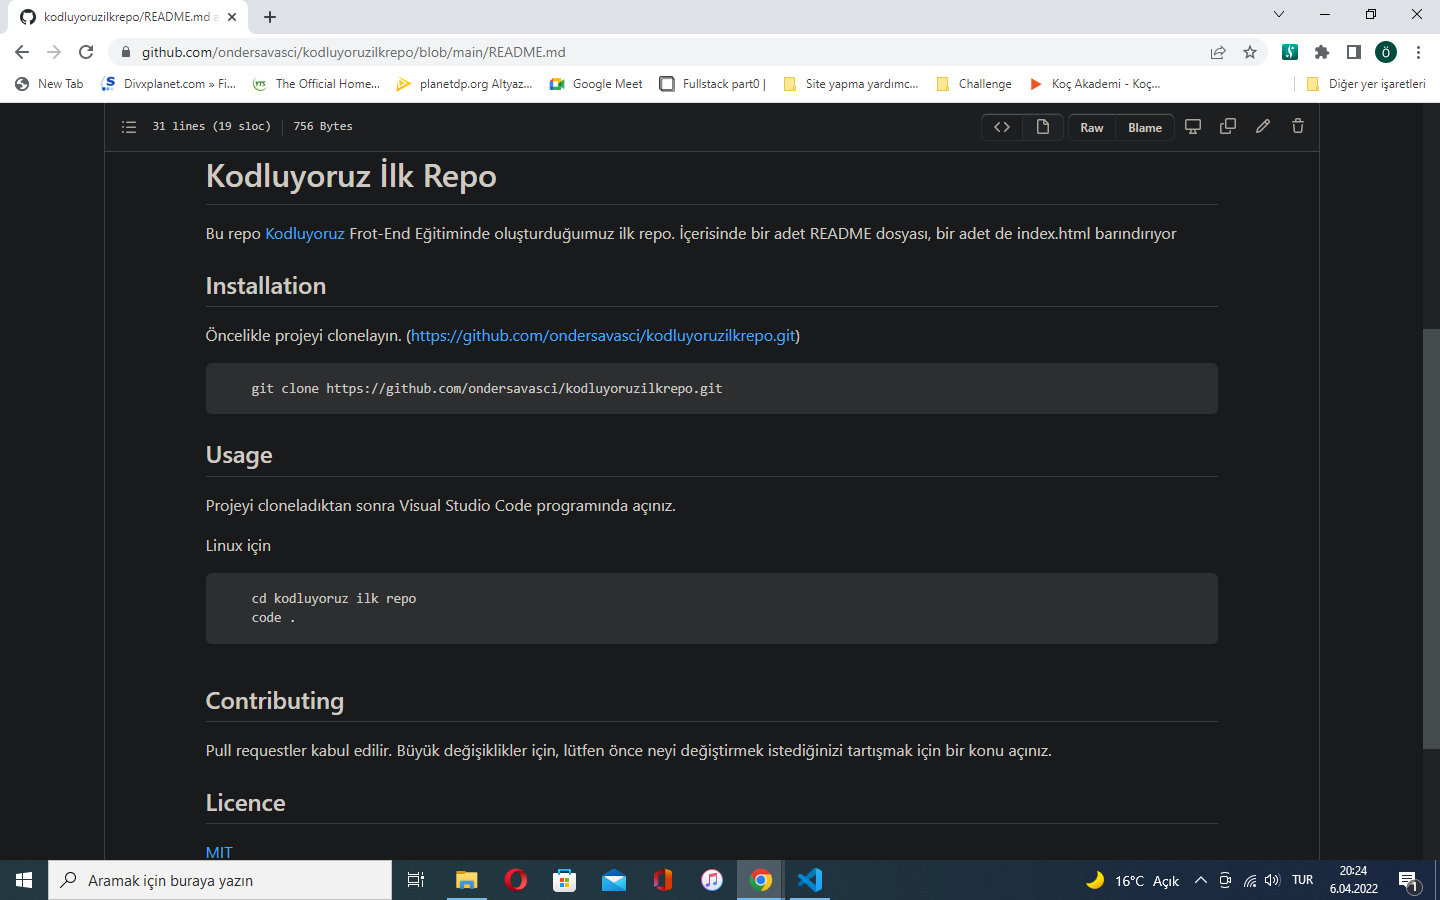 kodluyoruzilkrepo/README.md a
github.com/ondersavasci/kodluyoruzilkrepo/blob/main/README.md
Ö
New Tab
Divxplanet.com » Fi...
The Official Home...
planetdp.org Altyaz...
Google Meet
Fullstack part0 |
Site yapma yardımc...
Challenge
Koç Akademi - Koç...
Diğer yer işaretleri
31 lines (19 sloc)
756 Bytes
Raw
Blame
Kodluyoruz İlk Repo
Bu repo Kodluyoruz Frot-End Eğitiminde oluşturduğuımuz ilk repo. İçerisinde bir adet README dosyası, bir adet de index.html barındırıyor
Installation
Öncelikle projeyi clonelayın. (https://github.com/ondersavasci/kodluyoruzilkrepo.git)
git clone https://github.com/ondersavasci/kodluyoruzilkrepo.git
Usage
Projeyi cloneladıktan sonra Visual Studio Code programında açınız.
Linux için
cd kodluyoruz ilk repo
code .
Contributing
Pull requestler kabul edilir. Büyük değişiklikler için, lütfen önce neyi değiştirmek istediğinizi tartışmak için bir konu açınız.
Licence
MIT
Aramak için buraya yazın
16°C Açık
TUR
20:24
6.04.2022
1